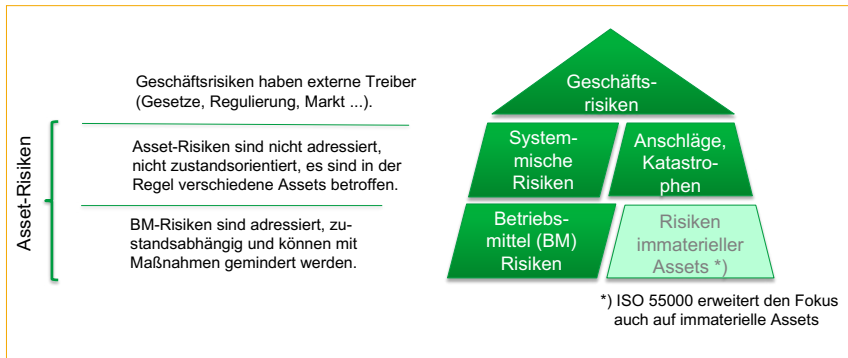 Geschäftsrisiken haben externe Treiber
(Gesetze, Regulierung, Markt ...).
Asset-Risiken
Asset-Risiken sind nicht adressiert,
nicht zustandsorientiert, es sind in der
Regel verschiedene Assets betroffen.
BM-Risiken sind adressiert, zu-
standsabhängig und können mit
Maßnahmen gemindert werden.
Geschäfts-
risiken
System-
mische
Risiken
Anschläge,
Katastro-
phen
Betriebs-
mittel (BM)
Risiken
Risiken
immaterieller
Assets *)
*) ISO 55000 erweitert den Fokus
auch auf immaterielle Assets